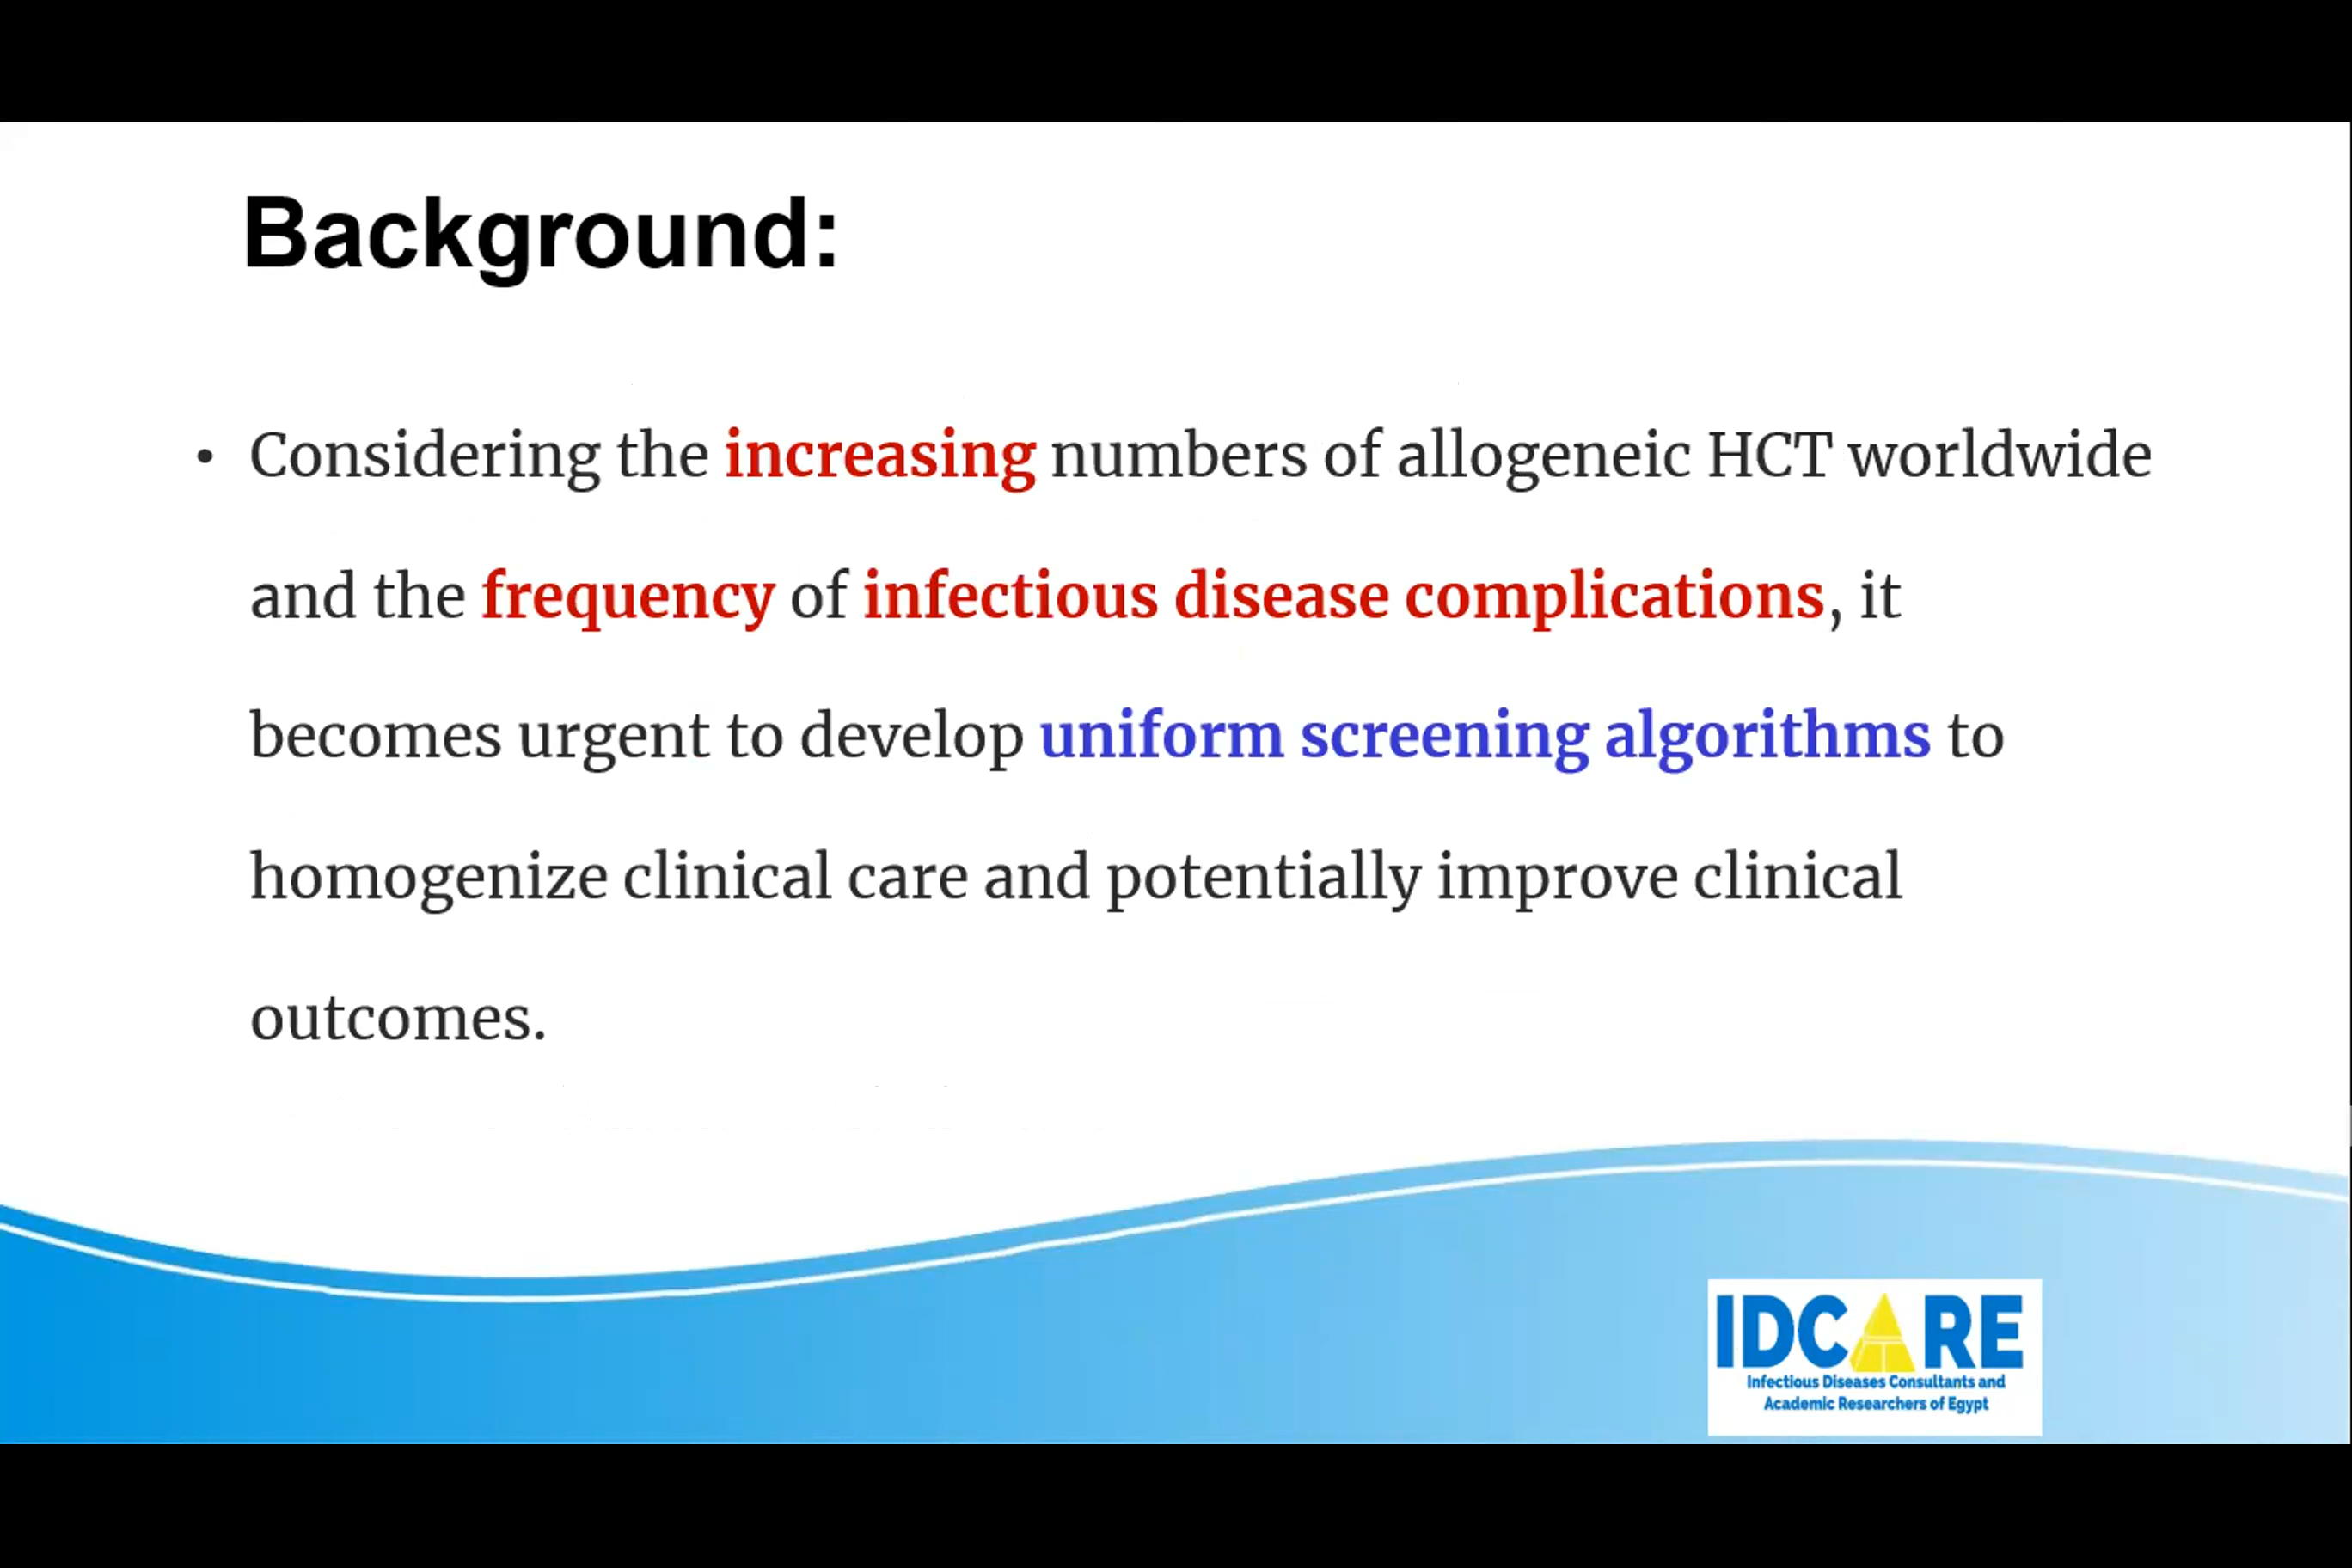 Background:
• Considering the increasing numbers of allogeneic HCT worldwide
and the frequency of infectious disease complications, it
becomes urgent to develop uniform screening algorithms to
homogenize clinical care and potentially improve clinical
outcomes.
IDCARE
Infectious Diseases Consultants and
Academic Researchers of Egypt